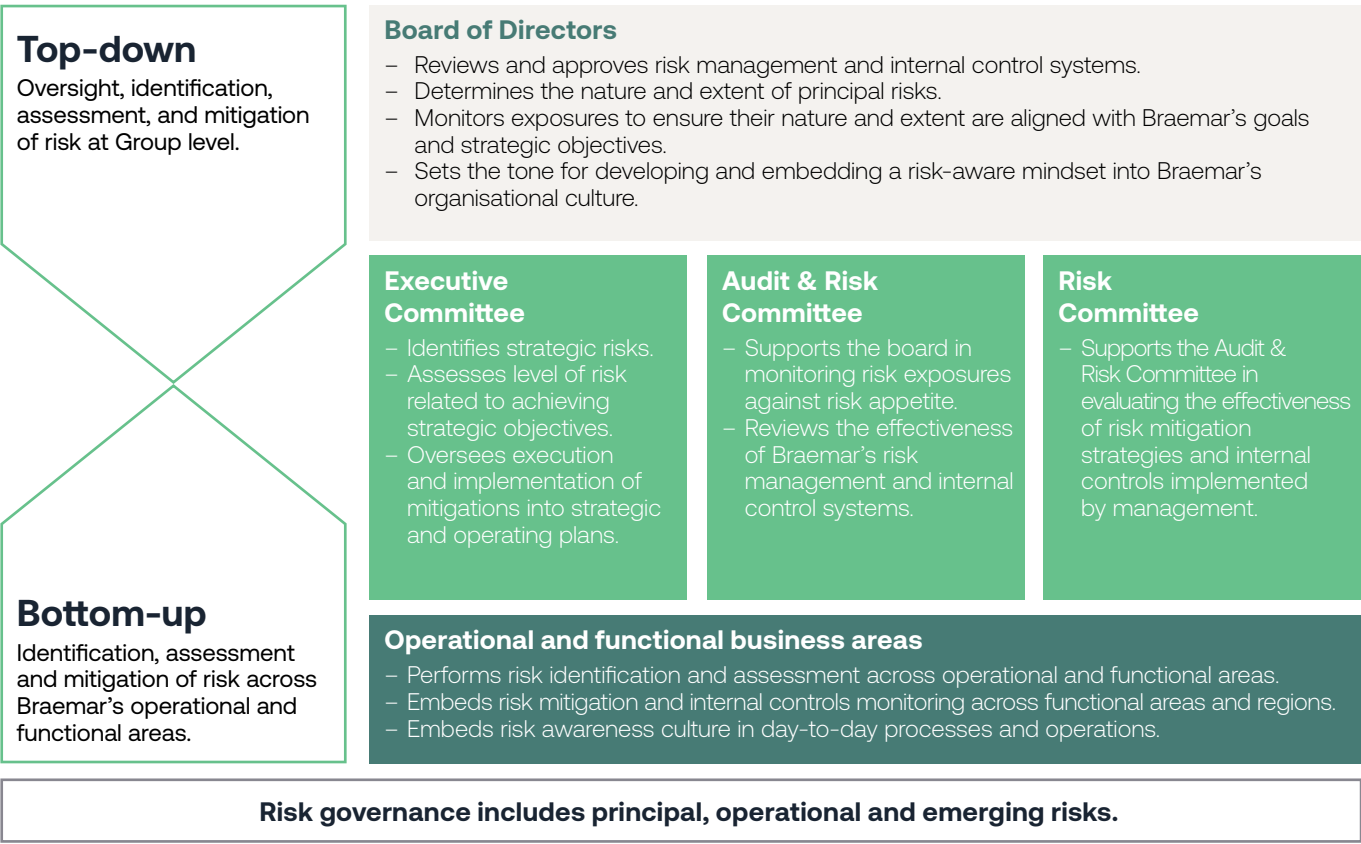 Top-down
Oversight, identification,
assessment, and mitigation
of risk at Group level.
Board of Directors
– Reviews and approves risk management and internal control systems.
– Determines the nature and extent of principal risks.
– Monitors exposures to ensure their nature and extent are aligned with Braemar’s goals
and strategic objectives.
– Sets the tone for developing and embedding a risk-aware mindset into Braemar’s
organisational culture.
Executive
Committee
– Identifies strategic risks.
– Assesses level of risk
related to achieving
strategic objectives.
– Oversees execution
and implementation of
mitigations into strategic
and operating plans.
Audit & Risk
Committee
– Supports the board in
monitoring risk exposures
against risk appetite.
– Reviews the effectiveness
of Braemar’s risk
management and internal
control systems.
Risk
Committee
– Supports the Audit &
Risk Committee in
evaluating the effectiveness
of risk mitigation
strategies and internal
controls implemented
by management.
Bottom-up
Identification, assessment
and mitigation of risk across
Braemar’s operational and
functional areas.
Operational and functional business areas
– Performs risk identification and assessment across operational and functional areas.
– Embeds risk mitigation and internal controls monitoring across functional areas and regions.
– Embeds risk awareness culture in day-to-day processes and operations.
Risk governance includes principal, operational and emerging risks.